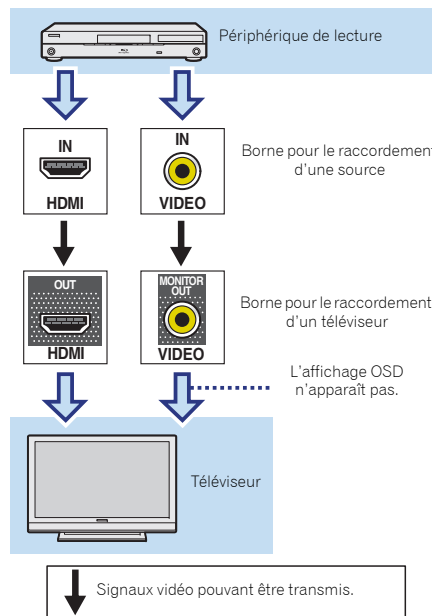 Périphérique de lecture
IN
HDMI
IN
VIDEO
Borne pour le raccordement
d'une source
OUT
HDMI
MONITOR
OUT
VIDEO
Borne pour le raccordement
d'un téléviseur
L'affichage OSD
n'apparaît pas.
Téléviseur
Signaux vidéo pouvant être transmis.